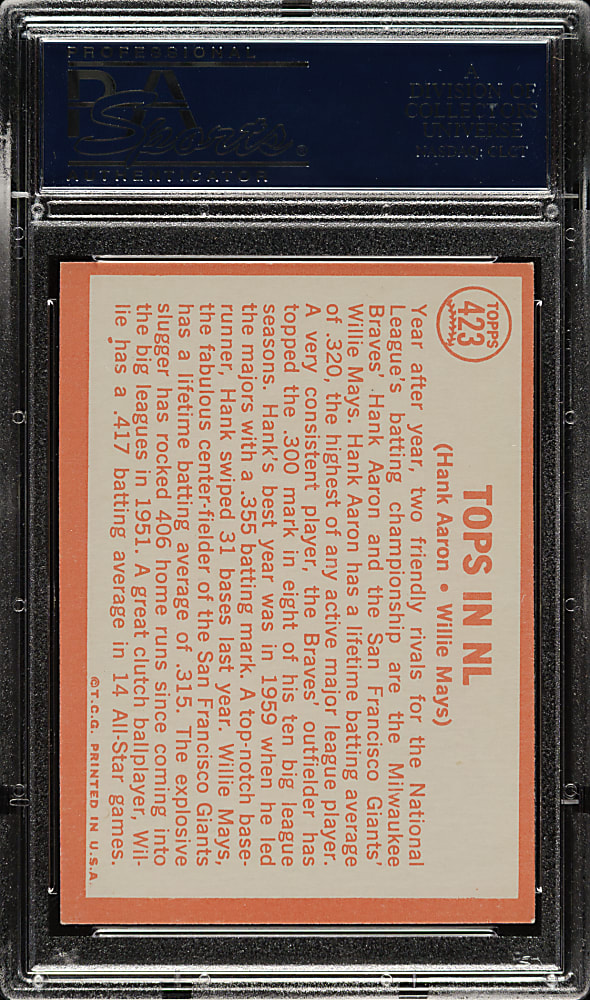 PROFESSIONAL
PSA
Sports
AUTHENTICATOR
A
DIVISION OF
COLLECTORS
UNIVERSE
NASDAQ: CLCT
TOPPS
423
TOPS IN NL
(Hank Aaron • Willie Mays)
Year after year, two friendly rivals for the National
League's batting championship are the Milwaukee
Braves' Hank Aaron and the San Francisco Giants'
Willie Mays. Hank Aaron has a lifetime batting average
of .320, the highest of any active major league player.
A very consistent player, the Braves' outfielder has
topped the .300 mark in eight of his ten big league
seasons. Hank's best year was in 1959 when he led
the majors with a .355 batting mark. A top-notch base-
runner, Hank swiped 31 bases last year. Willie Mays,
the fabulous center-fielder of the San Francisco Giants
has a lifetime batting average of .315. The explosive
slugger has rocked 406 home runs since coming into
the big leagues in 1951. A great clutch ballplayer, Wil-
lie has a .417 batting average in 14 All-Star games.
©T.C.G. PRINTED IN U.S.A.